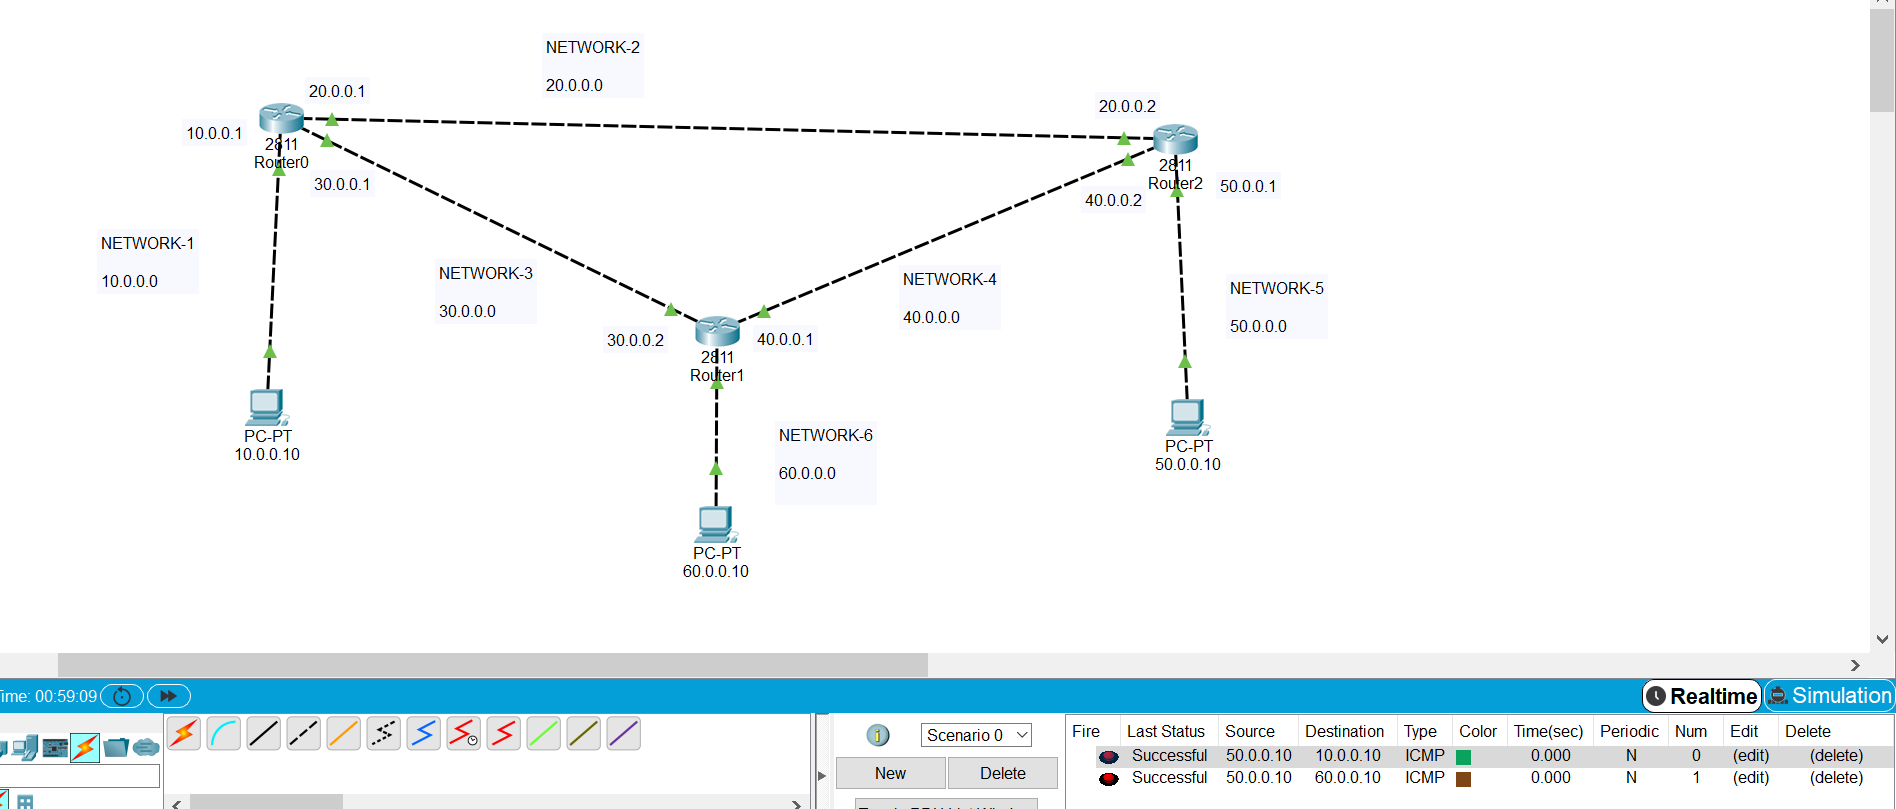 NETWORK-2
20.0.0.0
20.0.0.1
20.0.0.2
10.0.0.1
2811
Router0
30.0.0.1
2811
Router2
50.0.0.1
40.0.0.2
NETWORK-1
10.0.0.0
NETWORK-3
30.0.0.0
NETWORK-4
40.0.0.0
NETWORK-5
50.0.0.0
30.0.0.2
40.0.0.1
2811
Router1
PC-PT
10.0.0.10
NETWORK-6
60.0.0.0
PC-PT
50.0.0.10
PC-PT
60.0.0.10
Time: 00:59:09
Realtime
Simulation
Scenario 0
New
Delete
Fire Last Status Source Destination Type Color Time(sec) Periodic Num Edit Delete
Successful 50.0.0.10 10.0.0.10 ICMP 0.000 N 0 (edit) (delete)
Successful 50.0.0.10 60.0.0.10 ICMP 0.000 N 1 (edit) (delete)